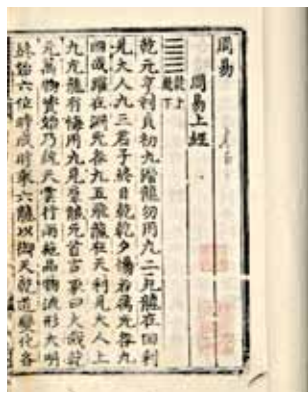 周易
周易上經
乾上
乾下
乾元亨利貞初九潛龍勿用九二見龍在田利
見大人九三君子終日乾乾夕惕若厲无咎九
四或躍在淵无咎九五飛龍在天利見大人上
九亢龍有悔用九見羣龍无首吉彖曰大哉乾
元萬物資始乃統天雲行雨施品物流形大明
終始六位時成時乘六龍以御天乾道變化各